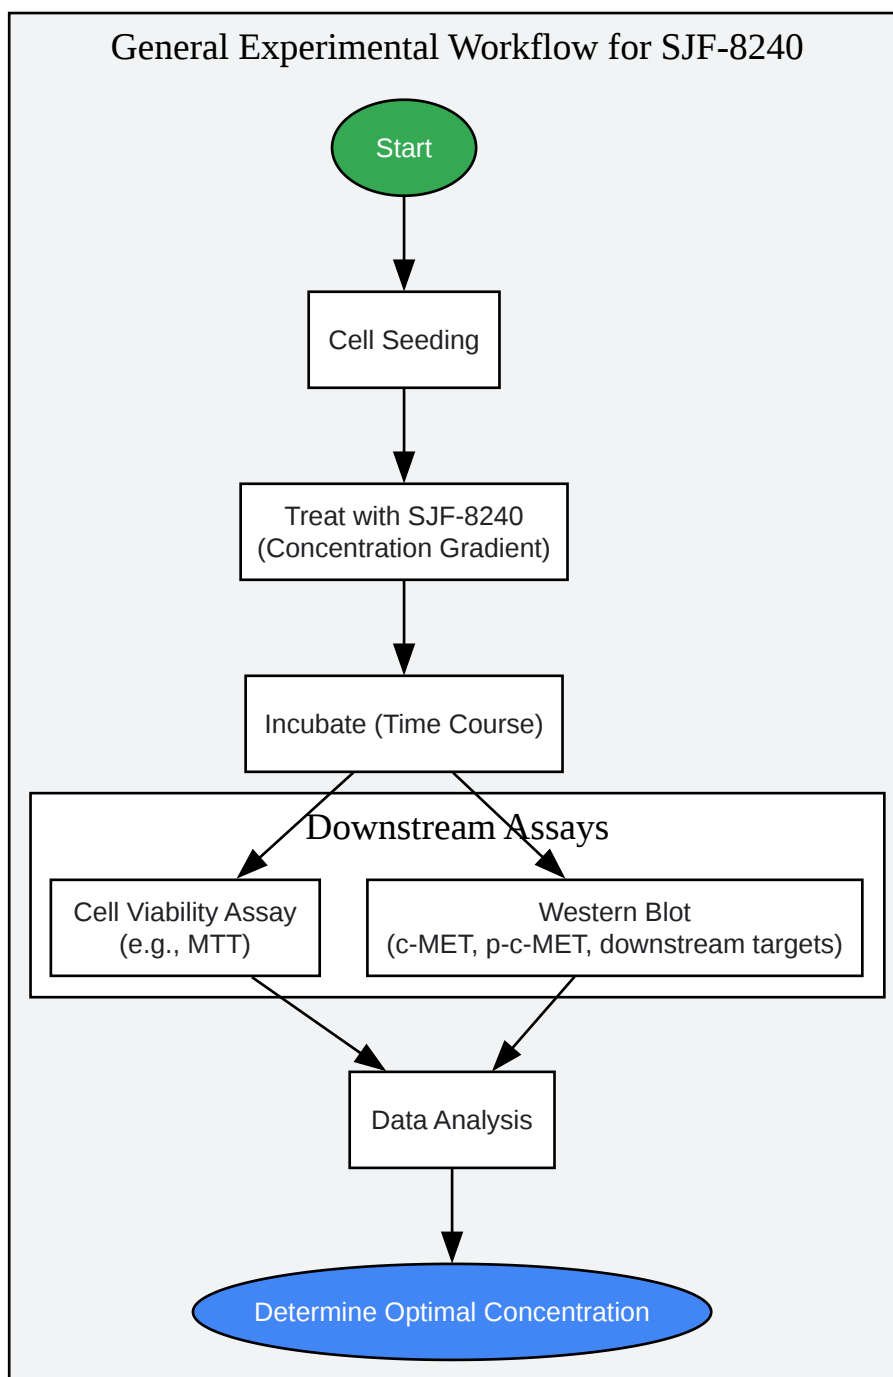 General Experimental Workflow for SJF-8240
Start
Cell Seeding
Treat with SJF-8240
(Concentration Gradient)
Incubate (Time Course)
Downstream Assays
Cell Viability Assay
(e.g., MTT)
Western Blot
(c-MET, p-c-MET, downstream targets)
Data Analysis
Determine Optimal Concentration